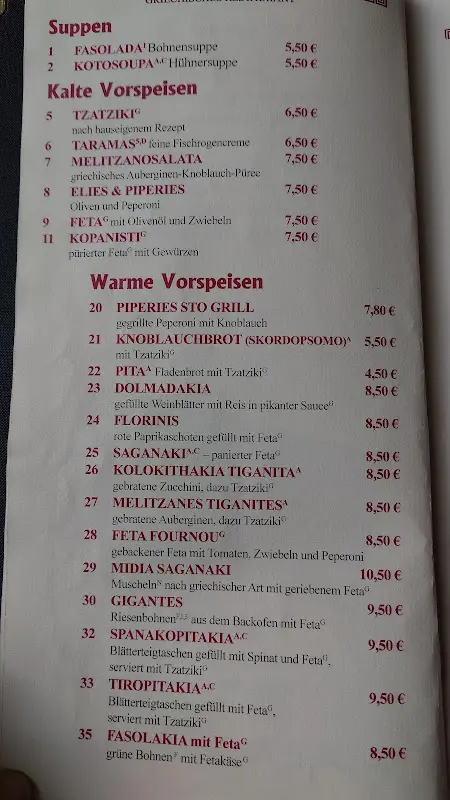 GRIECHISCHES RESTAURANT
Suppen
1 FASOLADA Bohnensuppe 5,50 €
2 KOTOSOUPA^A,C Hühnersuppe 5,50 €
Kalte Vorspeisen
5 TZATZIKI^G 6,50 €
nach hauseigenem Rezept
6 TARAMAS^5,D feine Fischrogencreme 6,50 €
7 MELITZANOSALATA 7,50 €
griechisches Auberginen-Knoblauch-Püree
8 ELIES & PIPERIES 7,50 €
Oliven und Peperoni
9 FETA^G mit Olivenöl und Zwiebeln 7,50 €
11 KOPANISTI^G 7,50 €
pürierter Feta^G mit Gewürzen
Warme Vorspeisen
20 PIPERIES STO GRILL 7,80 €
gegrillte Peperoni mit Knoblauch
21 KNOBLAUCHBROT (SKORDOPSOMO)^A 5,50 €
mit Tzatziki^G
22 PITA^A Fladenbrot mit Tzatziki^G 4,50 €
23 DOLMADAKIA 8,50 €
gefüllte Weinblätter mit Reis in pikanter Sauce^G
24 FLORINIS 8,50 €
rote Paprikaschoten gefüllt mit Feta^G
25 SAGANAKI^A,C – panierter Feta^G 8,50 €
26 KOLOKITHAKIA TIGANITA^A 8,50 €
gebratene Zucchini, dazu Tzatziki^G
27 MELITZANES TIGANITES^A 8,50 €
gebratene Auberginen, dazu Tzatziki^G
28 FETA FOURNOU^G 8,50 €
gebackener Feta mit Tomaten, Zwiebeln und Peperoni
29 MIDIA SAGANAKI 10,50 €
Muscheln nach griechischer Art mit geriebenem Feta^G
30 GIGANTES 9,50 €
Riesenbohnen aus dem Backofen mit Feta^G
32 SPANAKOPITAKIA^A,C 9,50 €
Blätterteigtaschen gefüllt mit Spinat und Feta^G,
serviert mit Tzatziki^G
33 TIROPITAKIA^A,C 9,50 €
Blätterteigtaschen gefüllt mit Feta^G,
serviert mit Tzatziki^G
35 FASOLAKIA mit Feta^G 8,50 €
grüne Bohnen mit Fetakäse^G